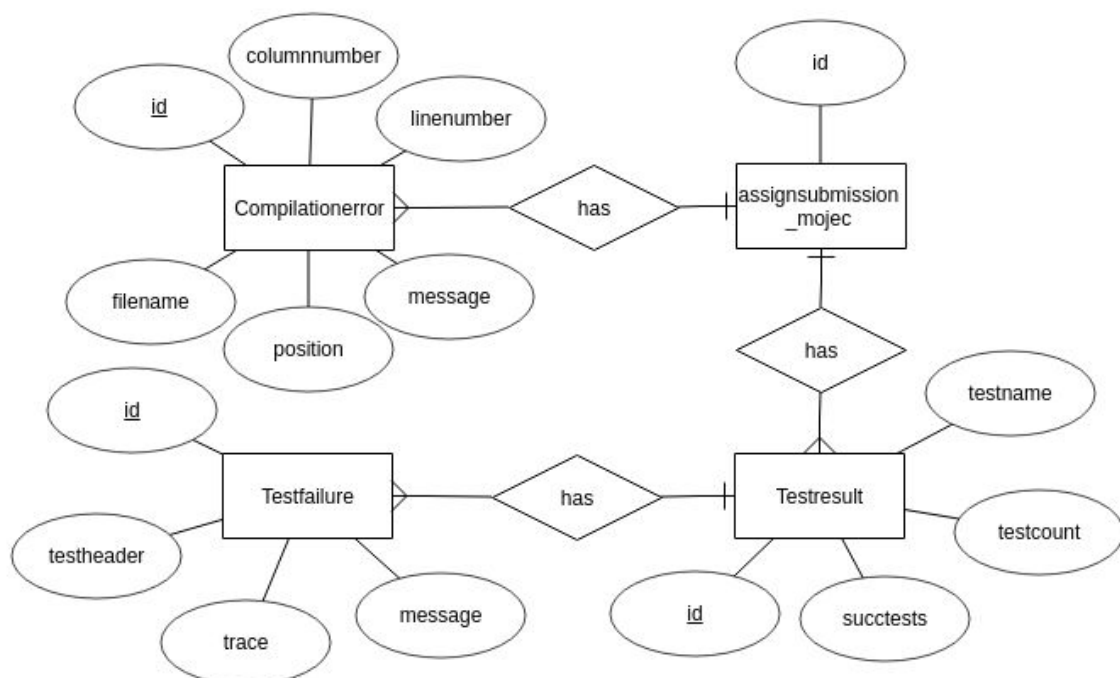 columnnumber
id
id
linenumber
Compilationerror
has
assignsubmission
_mojec
filename
message
position
has
id
testname
Testfailure
has
Testresult
testheader
testcount
message
id
succtests
trace